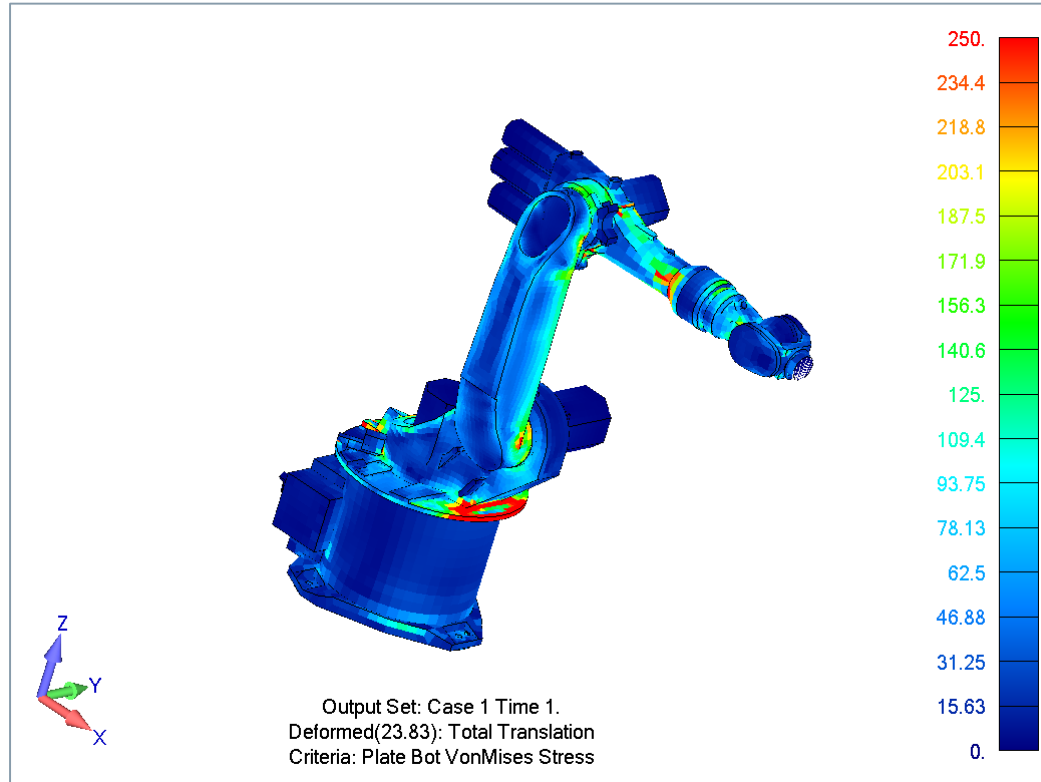 250.
234.4
218.8
203.1
187.5
171.9
156.3
140.6
125.
109.4
93.75
78.13
62.5
46.88
31.25
15.63
0.
Z
Y
X
Output Set: Case 1 Time 1.
Deformed(23.83): Total Translation
Criteria: Plate Bot VonMises Stress